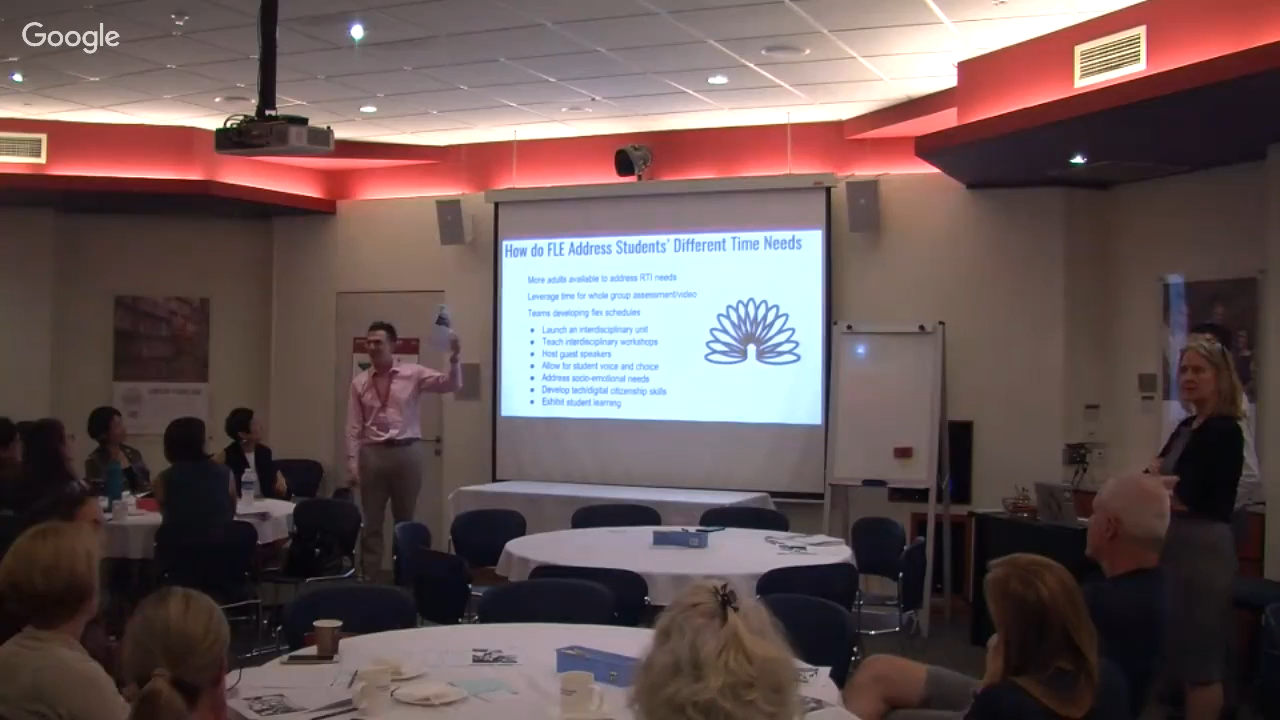 Google
How do FLE Address Students' Different Time Needs
More adults available to address RTI needs
Leverage time for whole group assessment/video
Teams developing flex schedules
● Launch an interdisciplinary unit
● Teach interdisciplinary workshops
● Host guest speakers
● Allow for student voice and choice
● Address socio-emotional needs
● Develop tech/digital citizenship skills
● Exhibit student learning